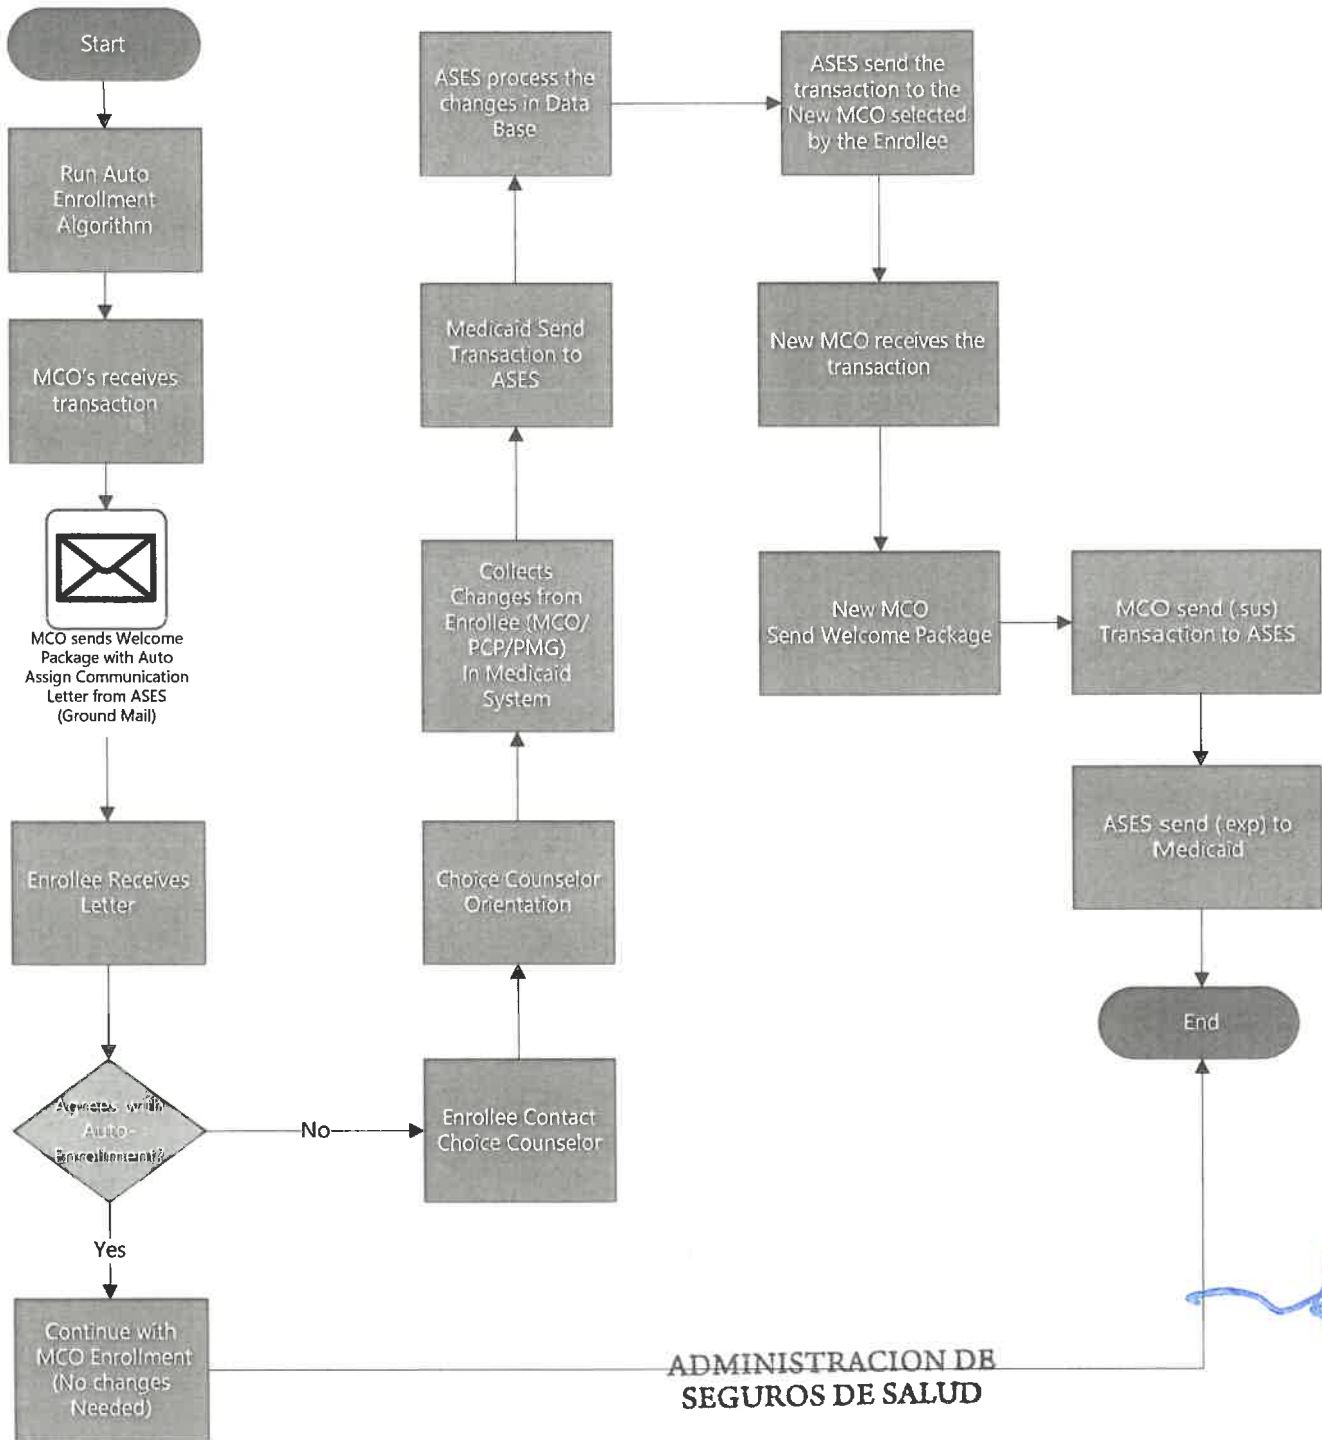 Start
Run Auto
Enrollment
Algorithm
MCO's receives
transaction
MCO sends Welcome
Package with Auto
Assign Communication
Letter from ASES
(Ground Mail)
Enrollee Receives
Letter
Agrees with
Auto-
Enrollment?
No
Yes
Continue with
MCO Enrollment
(No changes
Needed)
Enrollee Contact
Choice Counselor
Choice Counselor
Orientation
Collects
Changes from
Enrollee (MCO/
PCP/PMG)
In Medicaid
System
Medicaid Send
Transaction to
ASES
ASES process the
changes in Data
Base
ASES send the
transaction to the
New MCO selected
by the Enrollee
New MCO receives the
transaction
New MCO
Send Welcome Package
MCO send (.sus)
Transaction to ASES
ASES send (.exp) to
Medicaid
End
ADMINISTRACION DE
SEGUROS DE SALUD